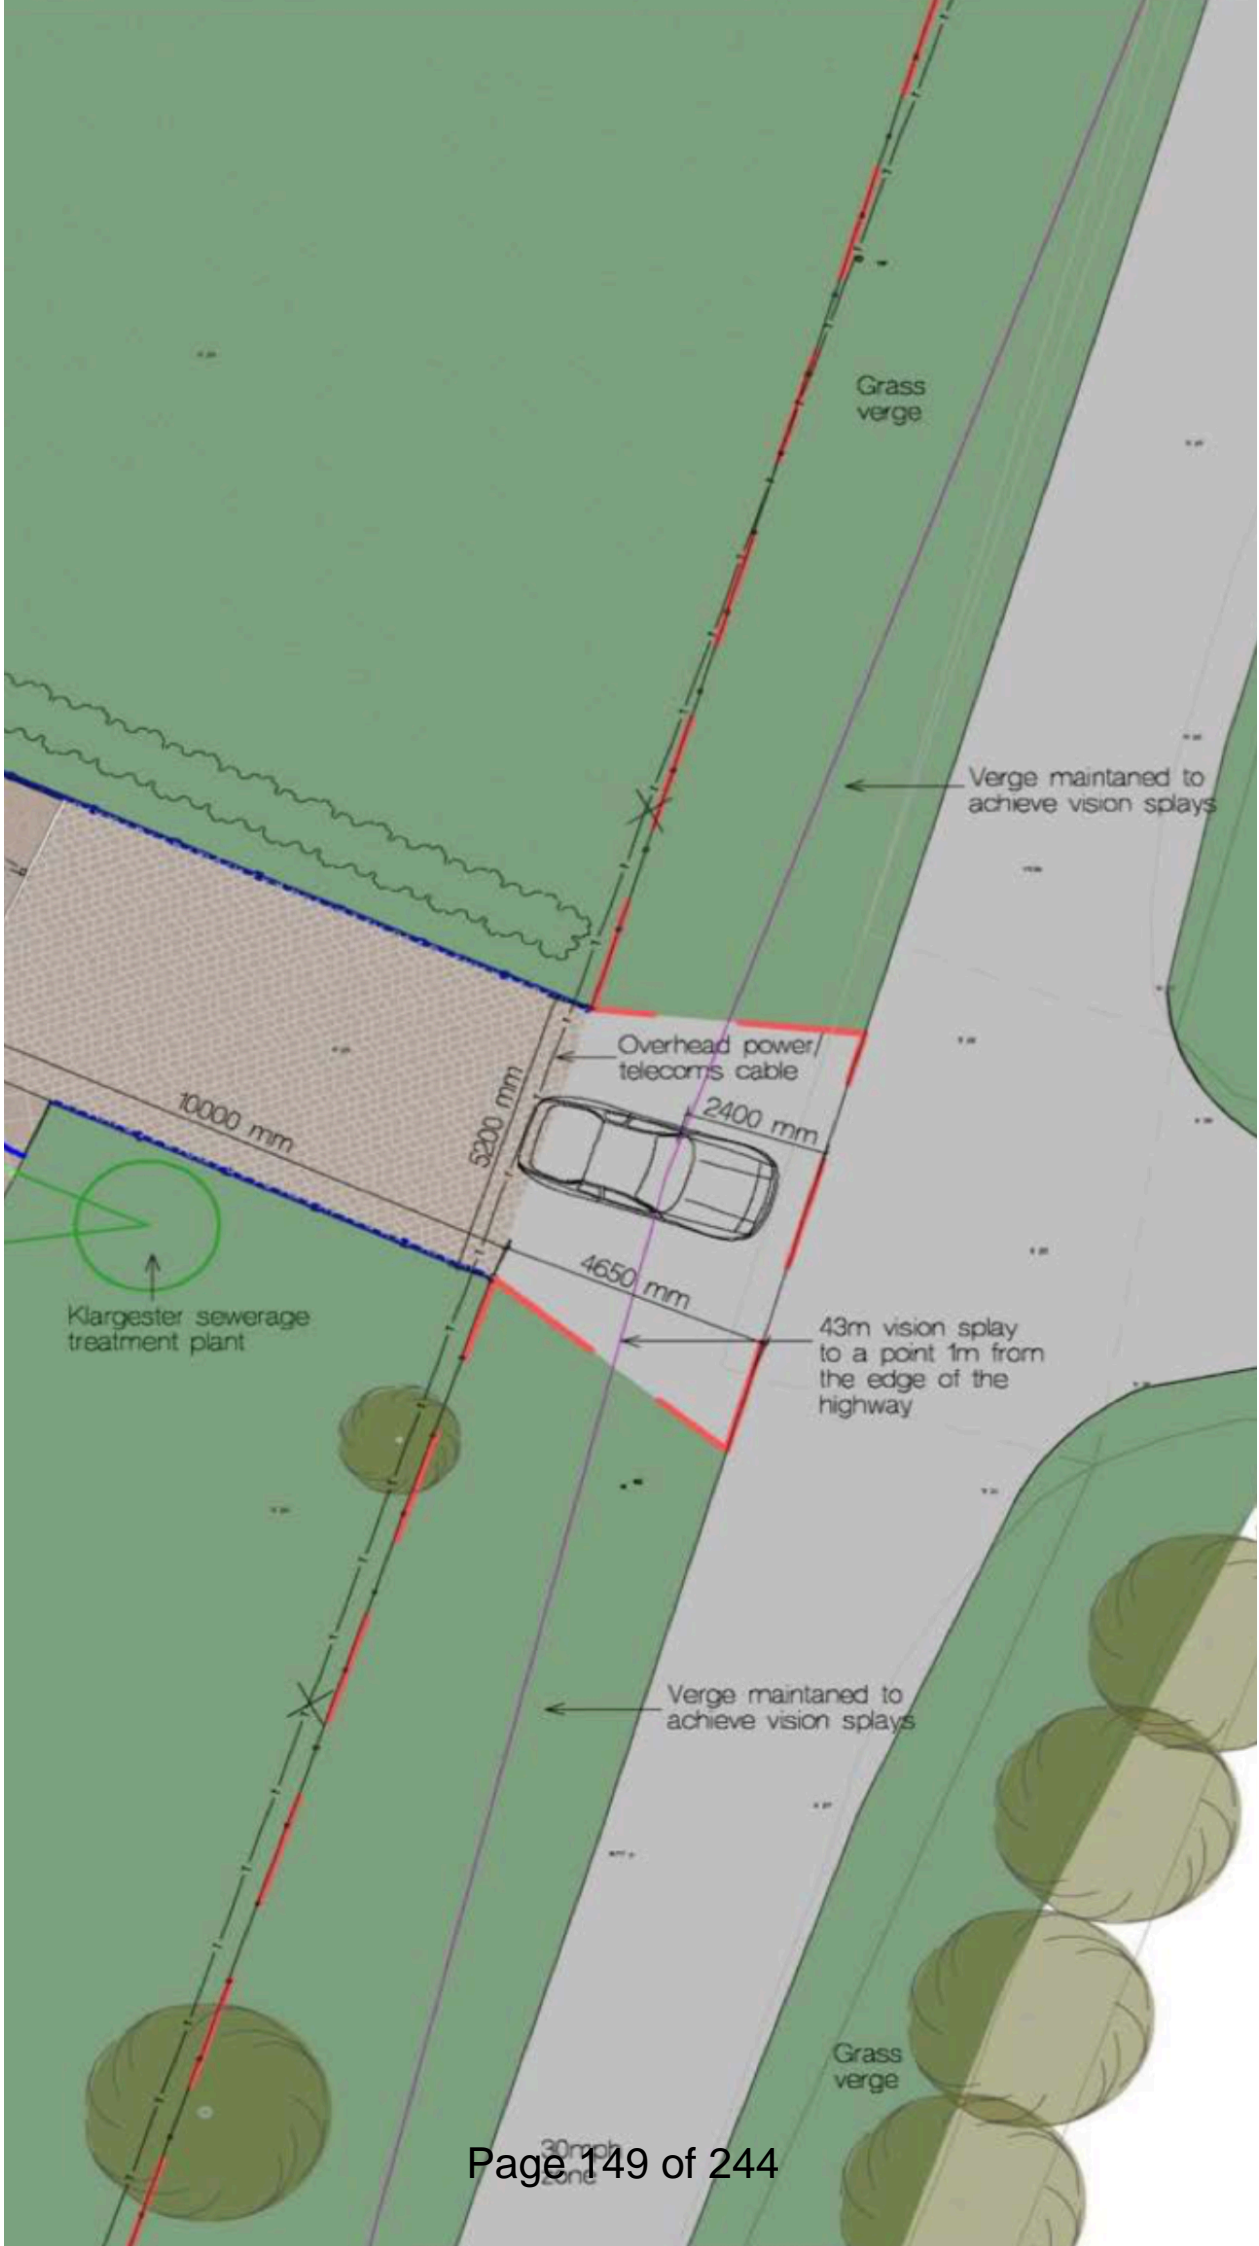 Grass
verge
Verge maintaned to
achieve vision splays
Overhead power/
telecoms cable
2400 mm
5200 mm
10000 mm
4650 mm
Klargester sewerage
treatment plant
43m vision splay
to a point 1m from
the edge of the
highway
Verge maintaned to
achieve vision splays
Grass
verge
30mph
zone
Page 149 of 244